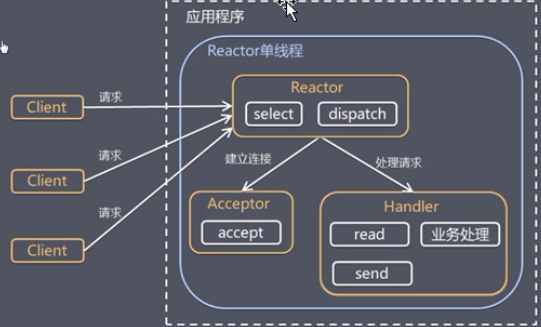 应用程序
Reactor单线程
Reactor
select
dispatch
Client
请求
Client
请求
Client
请求
建立连接
处理请求
Acceptor
accept
Handler
read
业务处理
send